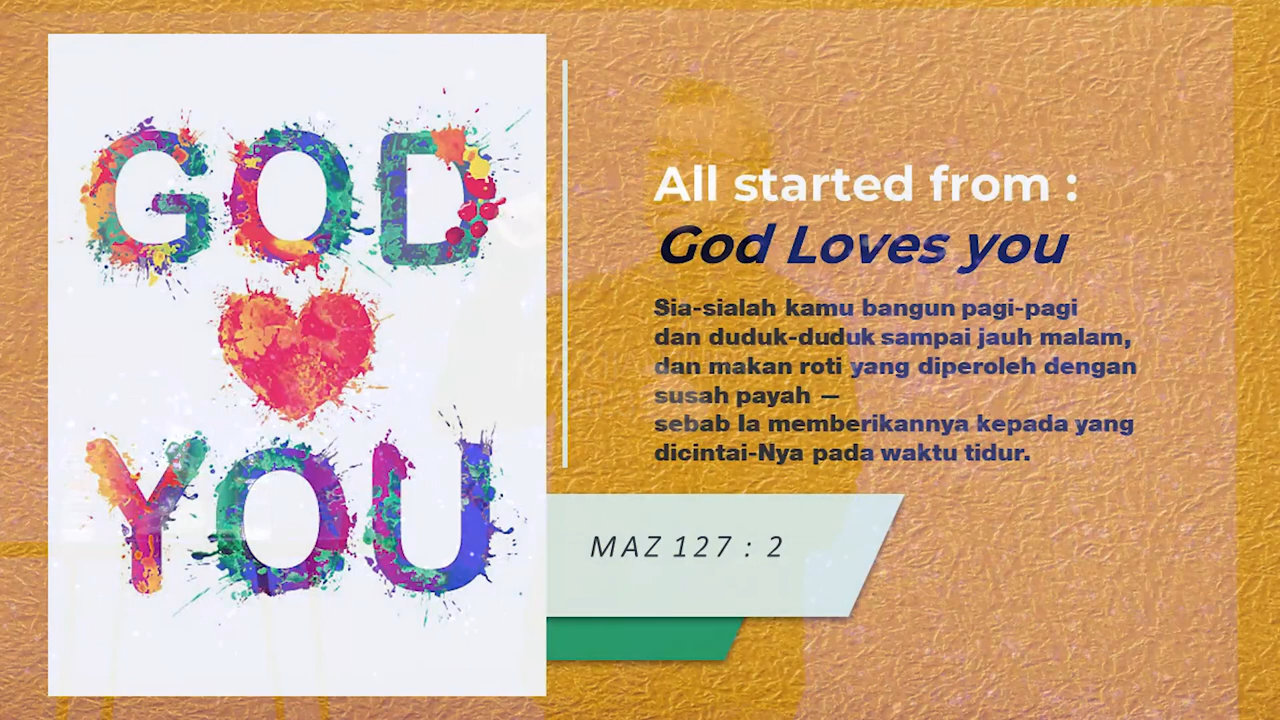 GOD
YOU
All started from :
God Loves you
Sia-sialah kamu bangun pagi-pagi
dan duduk-duduk sampai jauh malam,
dan makan roti yang diperoleh dengan
susah payah —
sebab Ia memberikannya kepada yang
dicintai-Nya pada waktu tidur.
MAZ 127 : 2